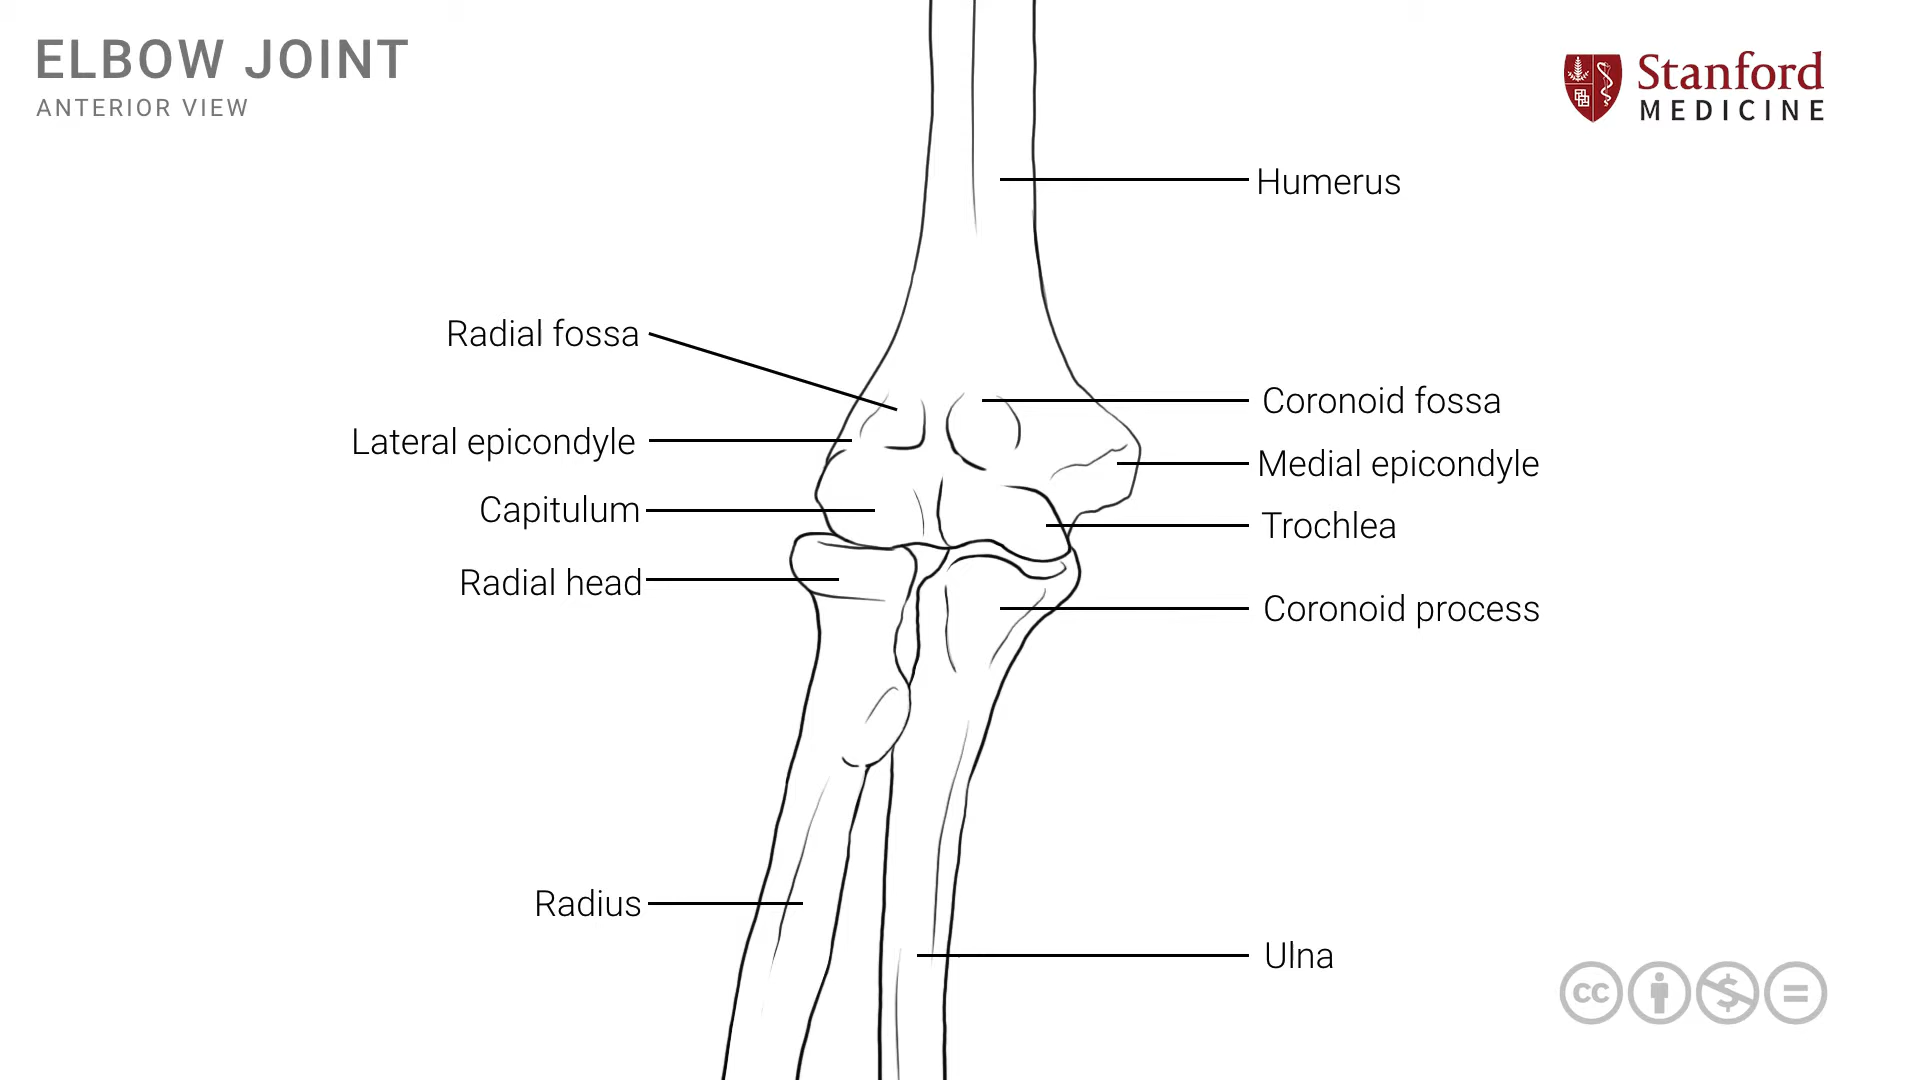 ELBOW JOINT
ANTERIOR VIEW
Stanford
MEDICINE
Humerus
Radial fossa
Coronoid fossa
Lateral epicondyle
Medial epicondyle
Capitulum
Trochlea
Radial head
Coronoid process
Radius
Ulna
cc
$
=